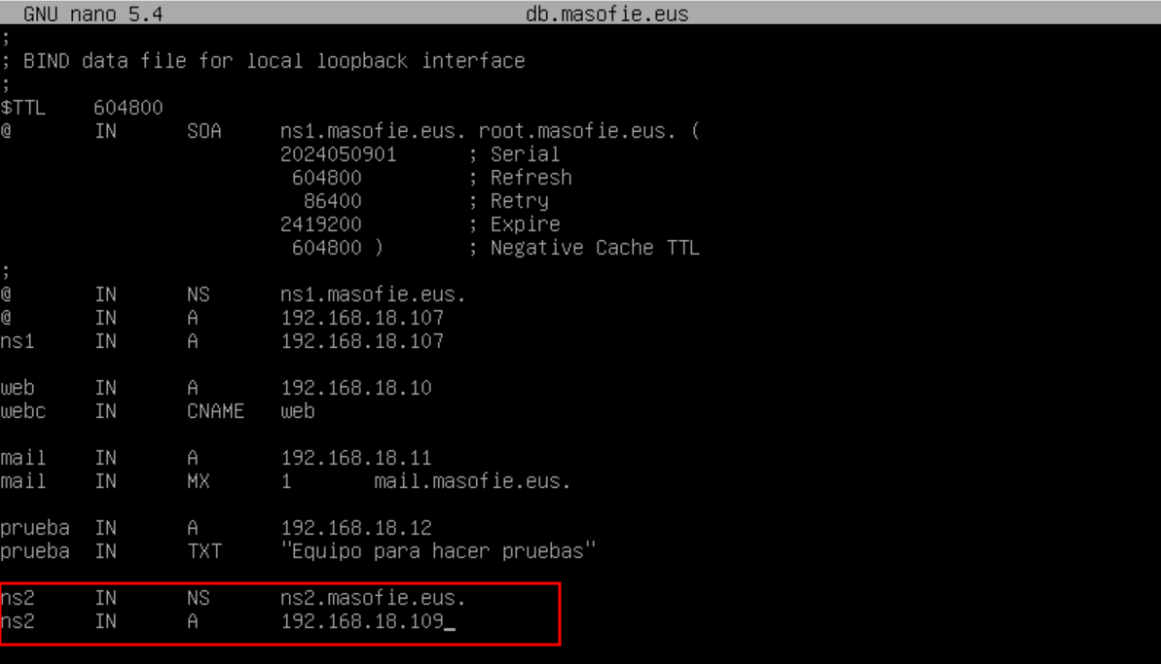 GNU nano 5.4 db.masofie.eus
;
; BIND data file for local loopback interface
;
$TTL 604800
@ IN SOA ns1.masofie.eus. root.masofie.eus. (
2024050901 ; Serial
604800 ; Refresh
86400 ; Retry
2419200 ; Expire
604800 ) ; Negative Cache TTL
;
@ IN NS ns1.masofie.eus.
@ IN A 192.168.18.107
ns1 IN A 192.168.18.107
web IN A 192.168.18.10
webc IN CNAME web
mail IN A 192.168.18.11
mail IN MX 1 mail.masofie.eus.
prueba IN A 192.168.18.12
prueba IN TXT "Equipo para hacer pruebas"
ns2 IN NS ns2.masofie.eus.
ns2 IN A 192.168.18.109